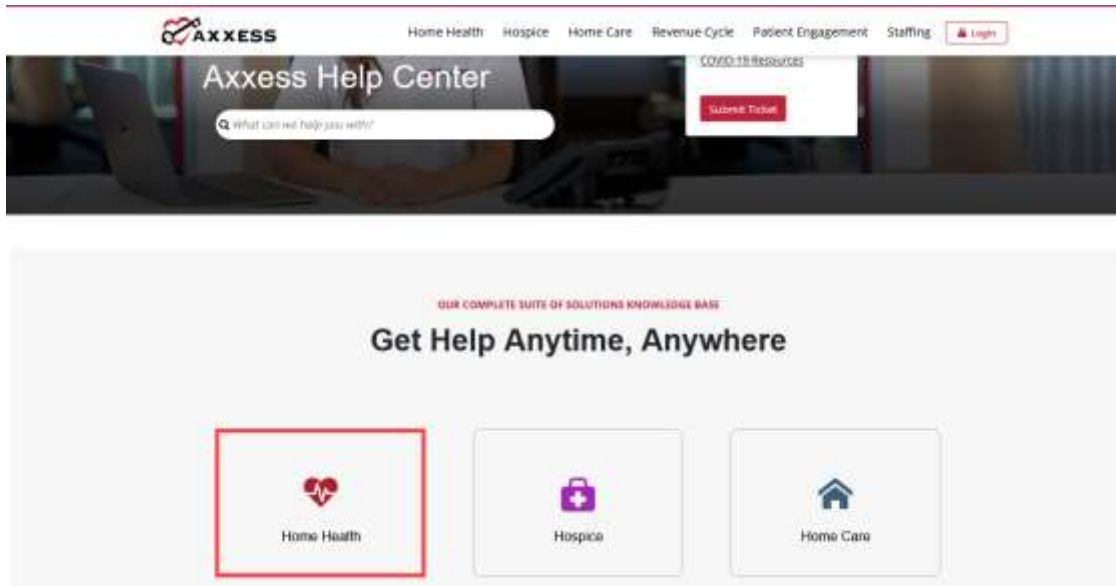 AXXESS
Home Health Hospice Home Care Revenue Cycle Patient Engagement Staffing Login
Axxess Help Center
COVID 19 Resources
Submit Ticket
What can we help you with?
OUR COMPLETE SUITE OF SOLUTIONS KNOWLEDGE BASE
Get Help Anytime, Anywhere
Home Health Hospice Home Care